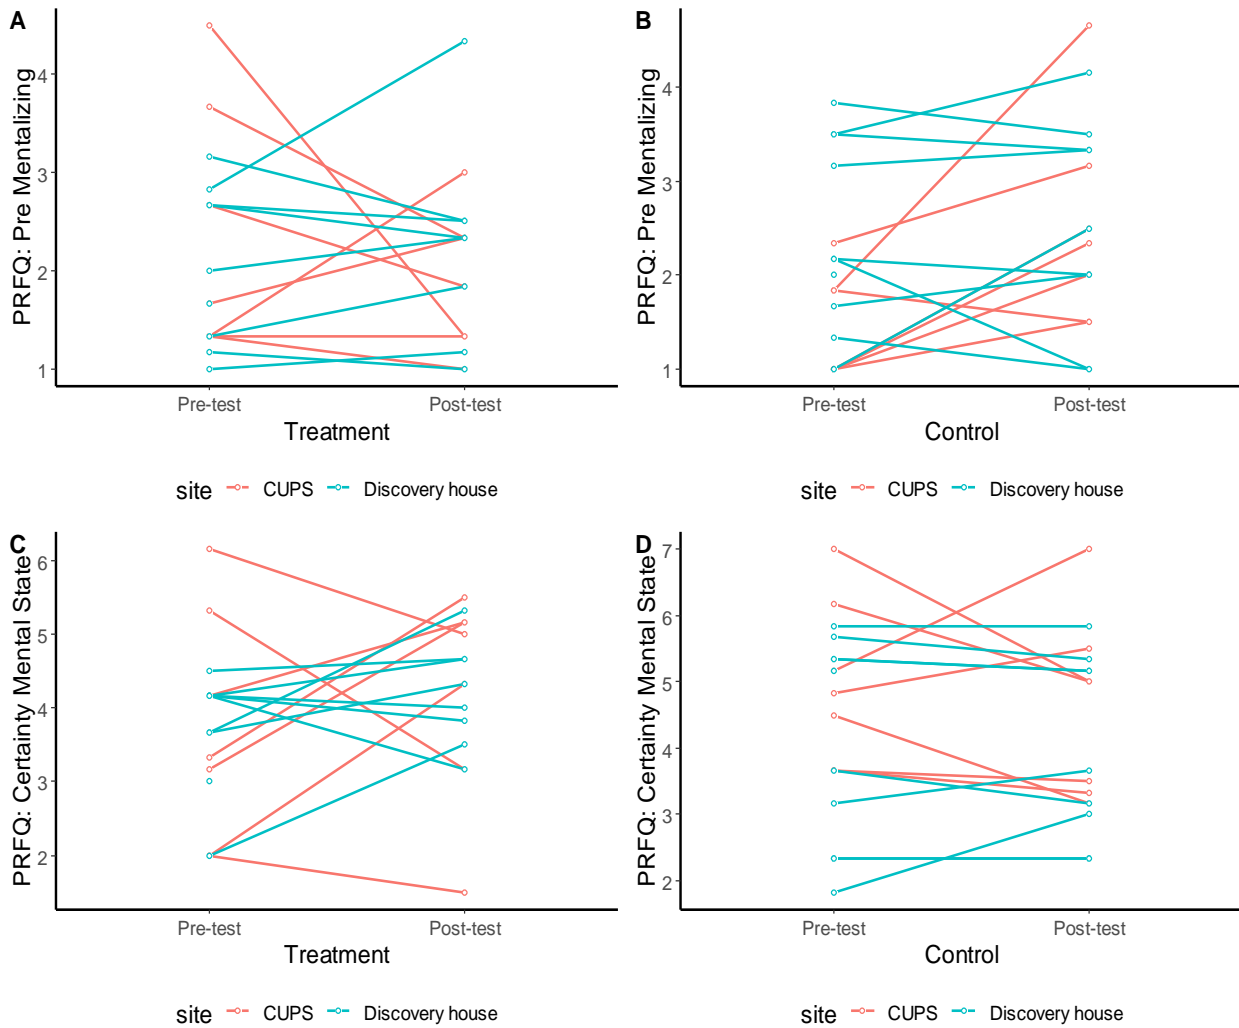 A
PRFQ: Pre Mentalizing
4
3
2
1
Pre-test Post-test
Treatment
site CUPS Discovery house
B
PRFQ: Pre Mentalizing
4
3
2
1
Pre-test Post-test
Control
site CUPS Discovery house
C
PRFQ: Certainty Mental State
6
5
4
3
2
Pre-test Post-test
Treatment
site CUPS Discovery house
D
PRFQ: Certainty Mental State
7
6
5
4
3
2
Pre-test Post-test
Control
site CUPS Discovery house